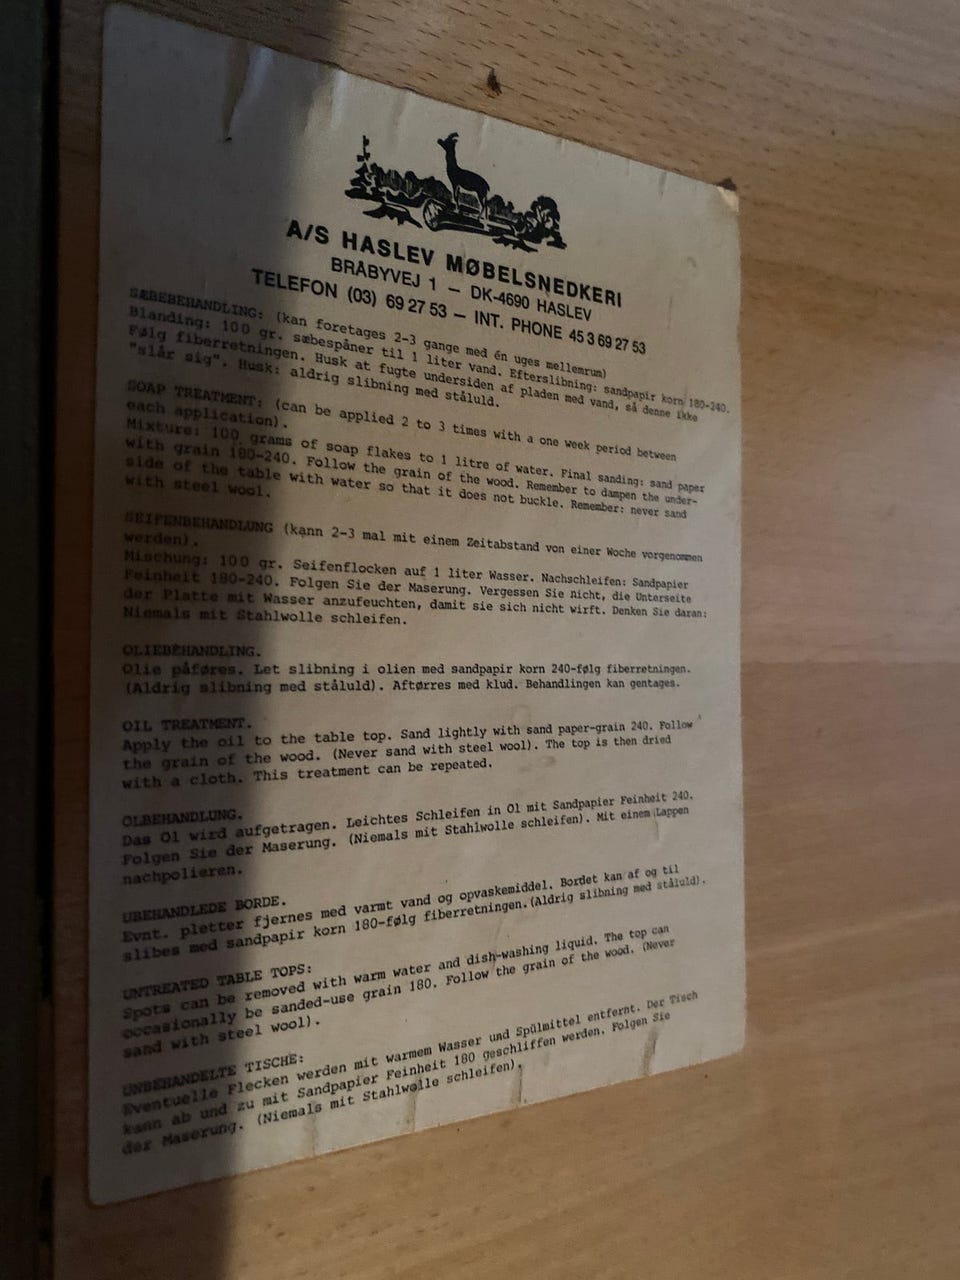 A/S HASLEV MØBELSNEDKERI
BRÅBYVEJ 1 — DK-4690 HASLEV
TELEFON (03) 69 27 53 — INT. PHONE 45 3 69 27 53
SÆBEBEHANDLING: (kan foretages 2-3 gange med én uges mellemrum)
Blanding: 100 gr. sæbespåner til 1 liter vand. Efterslibning: sandpapir korn 180-240.
Følg fiberretningen. Husk at fugte undersiden af pladen med vand, så denne ikke
"slår sig". Husk: aldrig slibning med ståluld.
SOAP TREATMENT: (can be applied 2 to 3 times with a one week period between
each application).
Mixture: 100 grams of soap flakes to 1 litre of water. Final sanding: sand paper
with grain 180-240. Follow the grain of the wood. Remember to dampen the under-
side of the table with water so that it does not buckle. Remember: never sand
with steel wool.
SEIFENBEHANDLUNG (kann 2-3 mal mit einem Zeitabstand von einer Woche vorgenommen
werden).
Mischung: 100 gr. Seifenflocken auf 1 liter Wasser. Nachschleifen: Sandpapier
Feinheit 180-240. Folgen Sie der Maserung. Vergessen Sie nicht, die Unterseite
der Platte mit Wasser anzufeuchten, damit sie sich nicht wirft. Denken Sie daran:
Niemals mit Stahlwolle schleifen.
OLIEBEHANDLING.
Olie påføres. Let slibning i olien med sandpapir korn 240-følg fiberretningen.
(Aldrig slibning med ståluld). Aftørres med klud. Behandlingen kan gentages.
OIL TREATMENT.
Apply the oil to the table top. Sand lightly with sand paper-grain 240. Follow
the grain of the wood. (Never sand with steel wool). The top is then dried
with a cloth. This treatment can be repeated.
OLBEHANDLUNG.
Das Ol wird aufgetragen. Leichtes Schleifen in Ol mit Sandpapier Feinheit 240.
Folgen Sie der Maserung. (Niemals mit Stahlwolle schleifen). Mit einem Lappen
nachpolieren.
UBEHANDLEDE BORDE.
Evnt. pletter fjernes med varmt vand og opvaskemiddel. Bordet kan af og til
slibes med sandpapir korn 180-følg fiberretningen.(Aldrig slibning med ståluld).
UNTREATED TABLE TOPS:
Spots can be removed with warm water and dish-washing liquid. The top can
occasionally be sanded-use grain 180. Follow the grain of the wood. (Never
sand with steel wool).
UNBEHANDELTE TISCHE:
Eventuelle Flecken werden mit warmem Wasser und Spülmittel entfernt. Der Tisch
kann ab und zu mit Sandpapier Feinheit 180 geschliffen werden. Folgen Sie
der Maserung. (Niemals mit Stahlwolle schleifen).